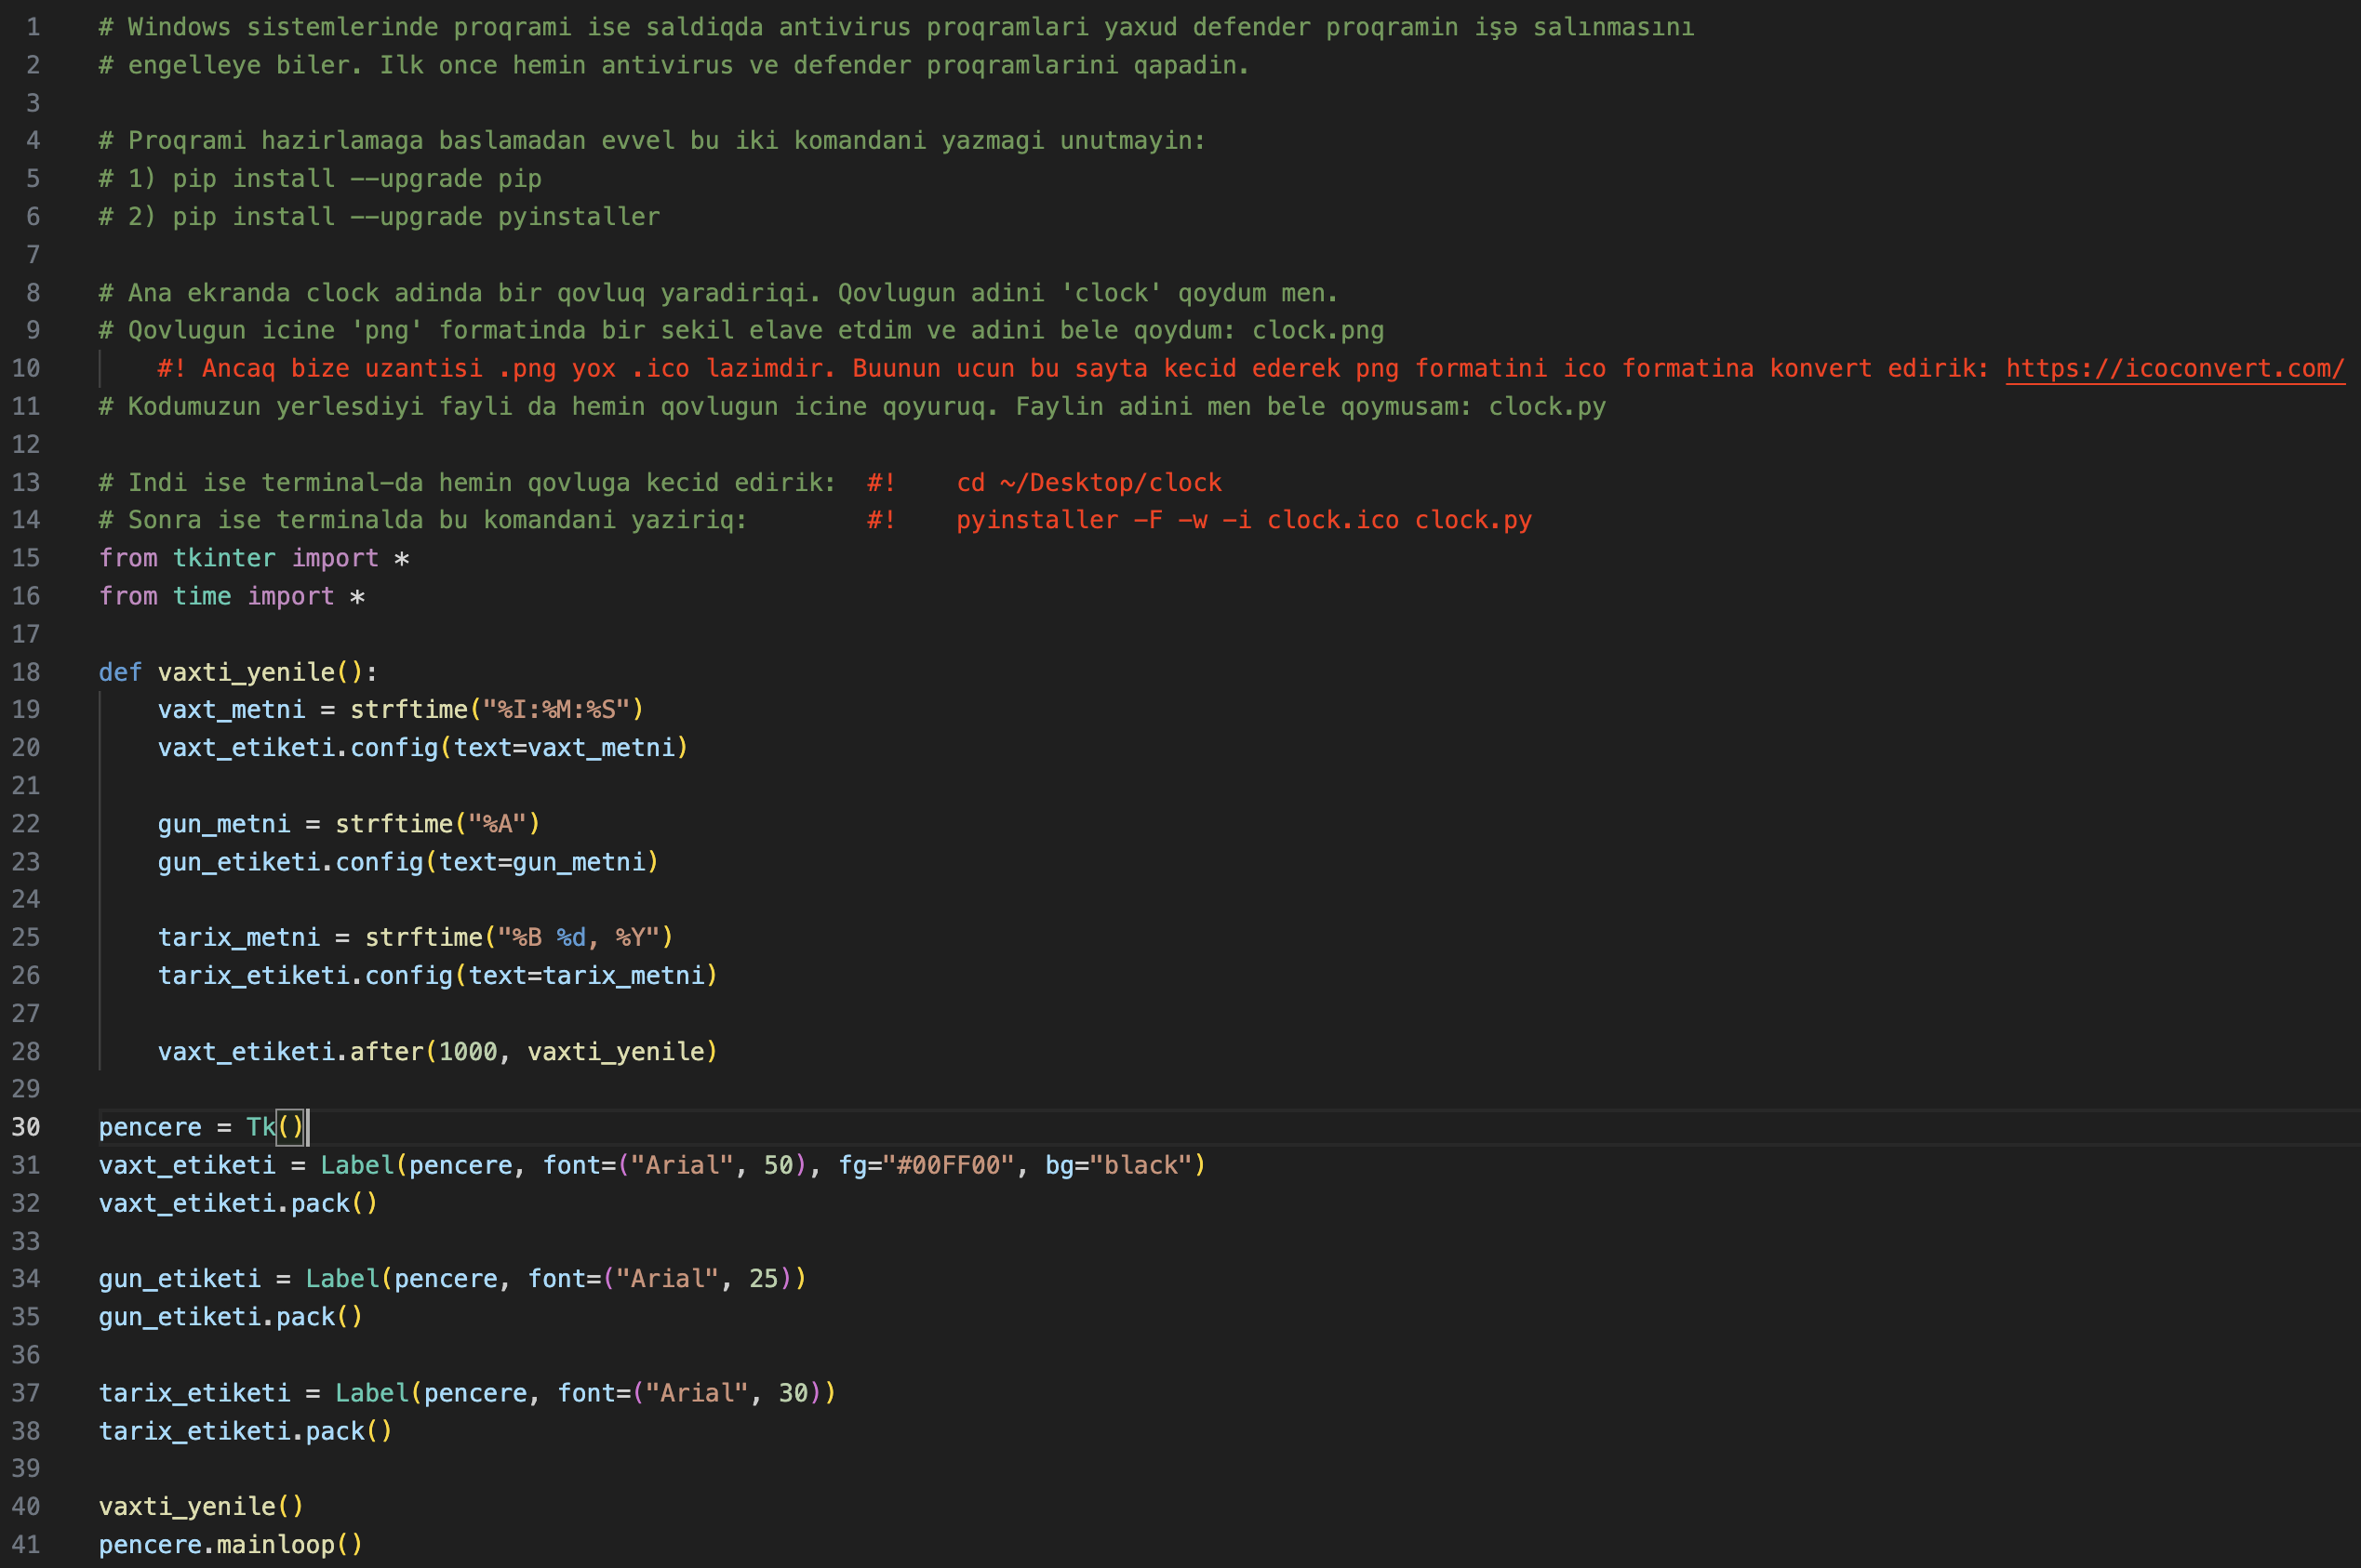 1 # Windows sistemlerinde proqrami ise saldiqda antivirus proqramlari yaxud defender proqramin işə salınmasını
2 # engelleye biler. Ilk once hemin antivirus ve defender proqramlarini qapadin.
3
4 # Proqrami hazirlamaga baslamadan evvel bu iki komandani yazmagi unutmayin:
5 # 1) pip install --upgrade pip
6 # 2) pip install --upgrade pyinstaller
7
8 # Ana ekranda clock adinda bir qovluq yaradiriqi. Qovlugun adini 'clock' qoydum men.
9 # Qovlugun icine 'png' formatinda bir sekil elave etdim ve adini bele qoydum: clock.png
10     #! Ancaq bize uzantisi .png yox .ico lazimdir. Buunun ucun bu sayta kecid ederek png formatini ico formatina konvert edirik: https://icoconvert.com/
11 # Kodumuzun yerlesdiyi fayli da hemin qovlugun icine qoyuruq. Faylin adini men bele qoymusam: clock.py
12
13 # Indi ise terminal-da hemin qovluga kecid edirik:  #!    cd ~/Desktop/clock
14 # Sonra ise terminalda bu komandani yaziriq:        #!    pyinstaller -F -w -i clock.ico clock.py
15 from tkinter import *
16 from time import *
17
18 def vaxti_yenile():
19     vaxt_metni = strftime("%I:%M:%S")
20     vaxt_etiketi.config(text=vaxt_metni)
21
22     gun_metni = strftime("%A")
23     gun_etiketi.config(text=gun_metni)
24
25     tarix_metni = strftime("%B %d, %Y")
26     tarix_etiketi.config(text=tarix_metni)
27
28     vaxt_etiketi.after(1000, vaxti_yenile)
29
30 pencere = Tk()
31 vaxt_etiketi = Label(pencere, font=("Arial", 50), fg="#00FF00", bg="black")
32 vaxt_etiketi.pack()
33
34 gun_etiketi = Label(pencere, font=("Arial", 25))
35 gun_etiketi.pack()
36
37 tarix_etiketi = Label(pencere, font=("Arial", 30))
38 tarix_etiketi.pack()
39
40 vaxti_yenile()
41 pencere.mainloop()